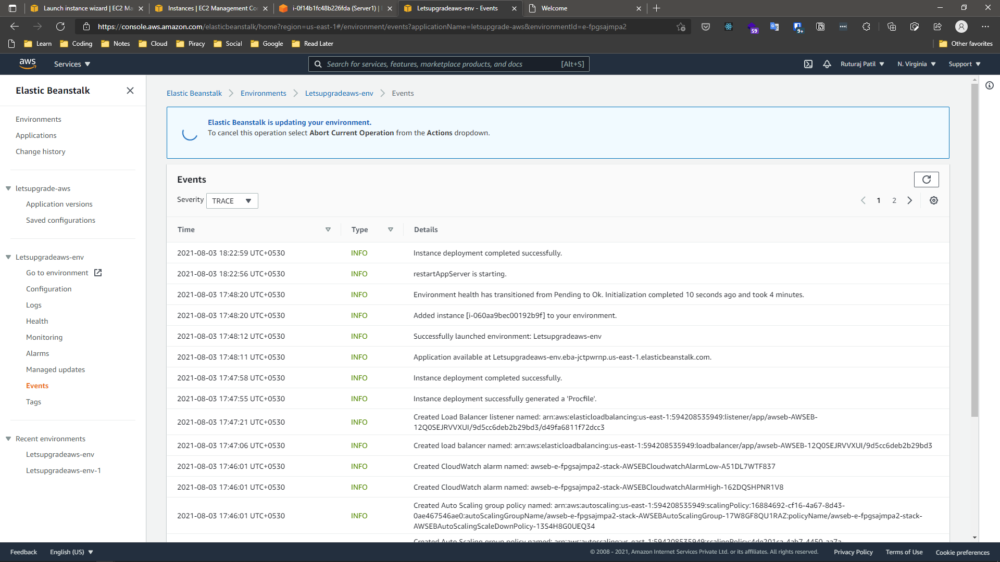 Launch instance wizard | EC2 Ma
Instances | EC2 Management Co
i-0f14b1fc48b226fda (Server1) | E
Letsupgradeaws-env - Events
Welcome
https://console.aws.amazon.com/elasticbeanstalk/home?region=us-east-1#/environment/events?applicationName=letsupgrade-aws&environmentId=e-fpgsajmpa2
59
9+
Learn
Coding
Notes
Cloud
Piracy
Social
Google
Read Later
Other favorites
aws
Services
Search for services, features, marketplace products, and docs
[Alt+S]
Ruturaj Patil
N. Virginia
Support
Elastic Beanstalk
Environments
Applications
Change history
letsupgrade-aws
Application versions
Saved configurations
Letsupgradeaws-env
Go to environment
Configuration
Logs
Health
Monitoring
Alarms
Managed updates
Events
Tags
Recent environments
Letsupgradeaws-env
Letsupgradeaws-env-1
Elastic Beanstalk
Environments
Letsupgradeaws-env
Events
Elastic Beanstalk is updating your environment.
To cancel this operation select Abort Current Operation from the Actions dropdown.
Events
Severity TRACE
1 2
Time Type Details
2021-08-03 18:22:59 UTC+0530 INFO Instance deployment completed successfully.
2021-08-03 18:22:56 UTC+0530 INFO restartAppServer is starting.
2021-08-03 17:48:20 UTC+0530 INFO Environment health has transitioned from Pending to Ok. Initialization completed 10 seconds ago and took 4 minutes.
2021-08-03 17:48:20 UTC+0530 INFO Added instance [i-060aa9bec00192b9f] to your environment.
2021-08-03 17:48:12 UTC+0530 INFO Successfully launched environment: Letsupgradeaws-env
2021-08-03 17:48:11 UTC+0530 INFO Application available at Letsupgradeaws-env.eba-jctpwrnp.us-east-1.elasticbeanstalk.com.
2021-08-03 17:47:58 UTC+0530 INFO Instance deployment completed successfully.
2021-08-03 17:47:55 UTC+0530 INFO Instance deployment successfully generated a 'Procfile'.
2021-08-03 17:47:21 UTC+0530 INFO Created Load Balancer listener named: arn:aws:elasticloadbalancing:us-east-1:594208535949:listener/app/awseb-AWSEB-
12Q0SEJRVVXUI/9d5cc6deb2b29bd3/d49fa6811f72dcc3
2021-08-03 17:47:06 UTC+0530 INFO Created load balancer named: arn:aws:elasticloadbalancing:us-east-1:594208535949:loadbalancer/app/awseb-AWSEB-12Q0SEJRVVXUI/9d5cc6deb2b29bd3
2021-08-03 17:46:01 UTC+0530 INFO Created CloudWatch alarm named: awseb-e-fpgsajmpa2-stack-AWSEBCloudwatchAlarmLow-A51DL7WTF837
2021-08-03 17:46:01 UTC+0530 INFO Created CloudWatch alarm named: awseb-e-fpgsajmpa2-stack-AWSEBCloudwatchAlarmHigh-162DQSHPNR1V8
2021-08-03 17:46:01 UTC+0530 INFO Created Auto Scaling group policy named: arn:aws:autoscaling:us-east-1:594208535949:scalingPolicy:16884692-cf16-4a67-8d43-
0ae467546ae0:autoScalingGroupName/awseb-e-fpgsajmpa2-stack-AWSEBAutoScalingGroup-17W8GF8QU1RAZ:policyName/awseb-e-fpgsajmpa2-stack-
AWSEBAutoScalingScaleDownPolicy-13S4H8G0UEQ34
Created Auto Scaling group policy named:
Feedback
English (US)
© 2008 - 2021, Amazon Internet Services Private Ltd. or its affiliates. All rights reserved.
Privacy Policy
Terms of Use
Cookie preferences